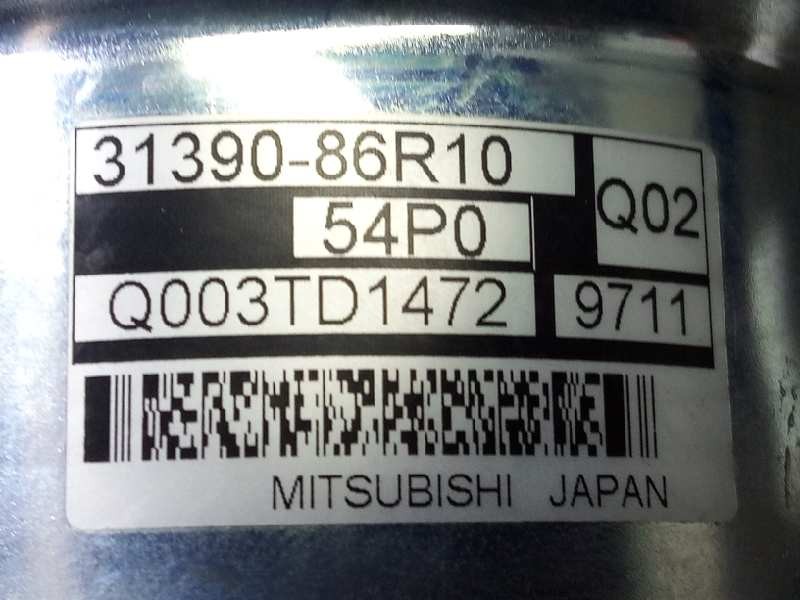 31390-86R10
Q02
54P0
Q003TD1472 9711
MITSUBISHI JAPAN